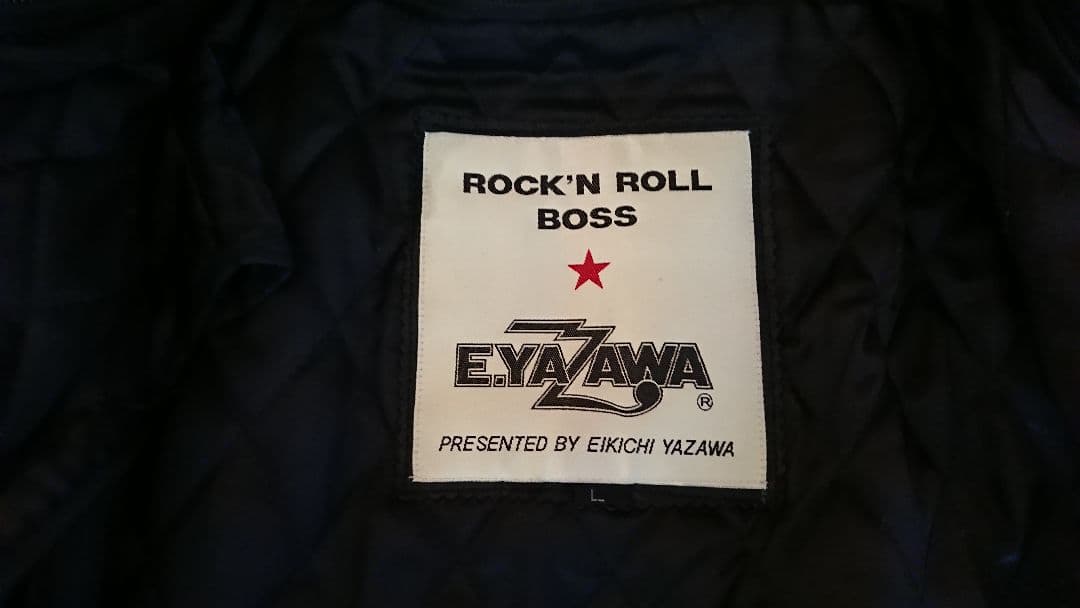 ROCK'N ROLL
BOSS
E.YAZAWA
®
PRESENTED BY EIKICHI YAZAWA
L